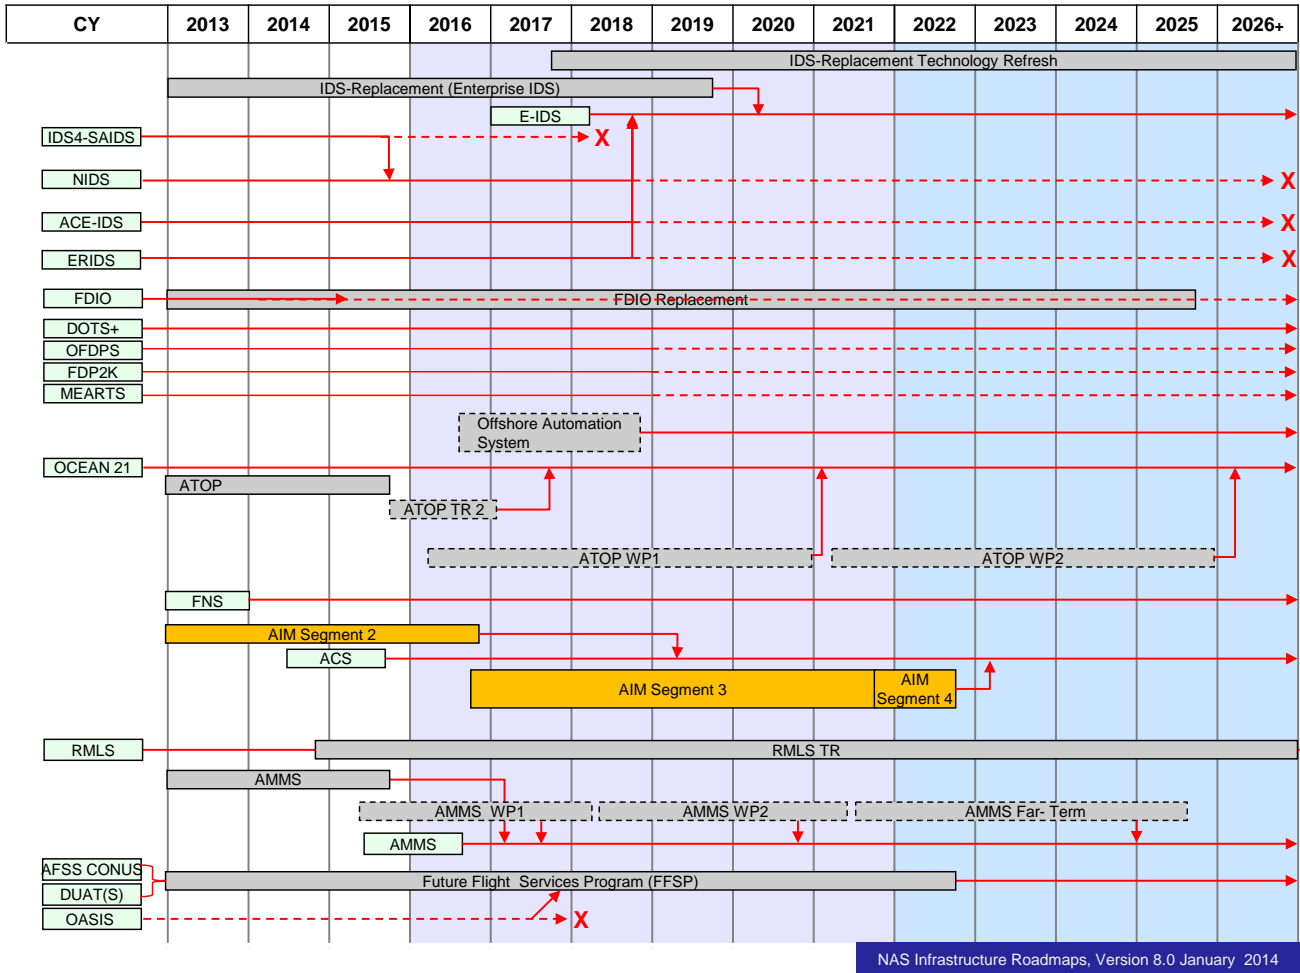 CY 2013 2014 2015 2016 2017 2018 2019 2020 2021 2022 2023 2024 2025 2026+
IDS-Replacement Technology Refresh
IDS-Replacement (Enterprise IDS)
E-IDS
IDS4-SAIDS
X
NIDS
X
ACE-IDS
X
ERIDS
X
FDIO
FDIO Replacement
DOTS+
OFDPS
FDP2K
MEARTS
Offshore Automation
System
OCEAN 21
ATOP
ATOP TR 2
ATOP WP1
ATOP WP2
FNS
AIM Segment 2
ACS
AIM Segment 3
AIM
Segment 4
RMLS
RMLS TR
AMMS
AMMS WP1
AMMS WP2
AMMS Far- Term
AMMS
AFSS CONUS
Future Flight Services Program (FFSP)
DUAT(S)
OASIS
X
NAS Infrastructure Roadmaps, Version 8.0 January 2014